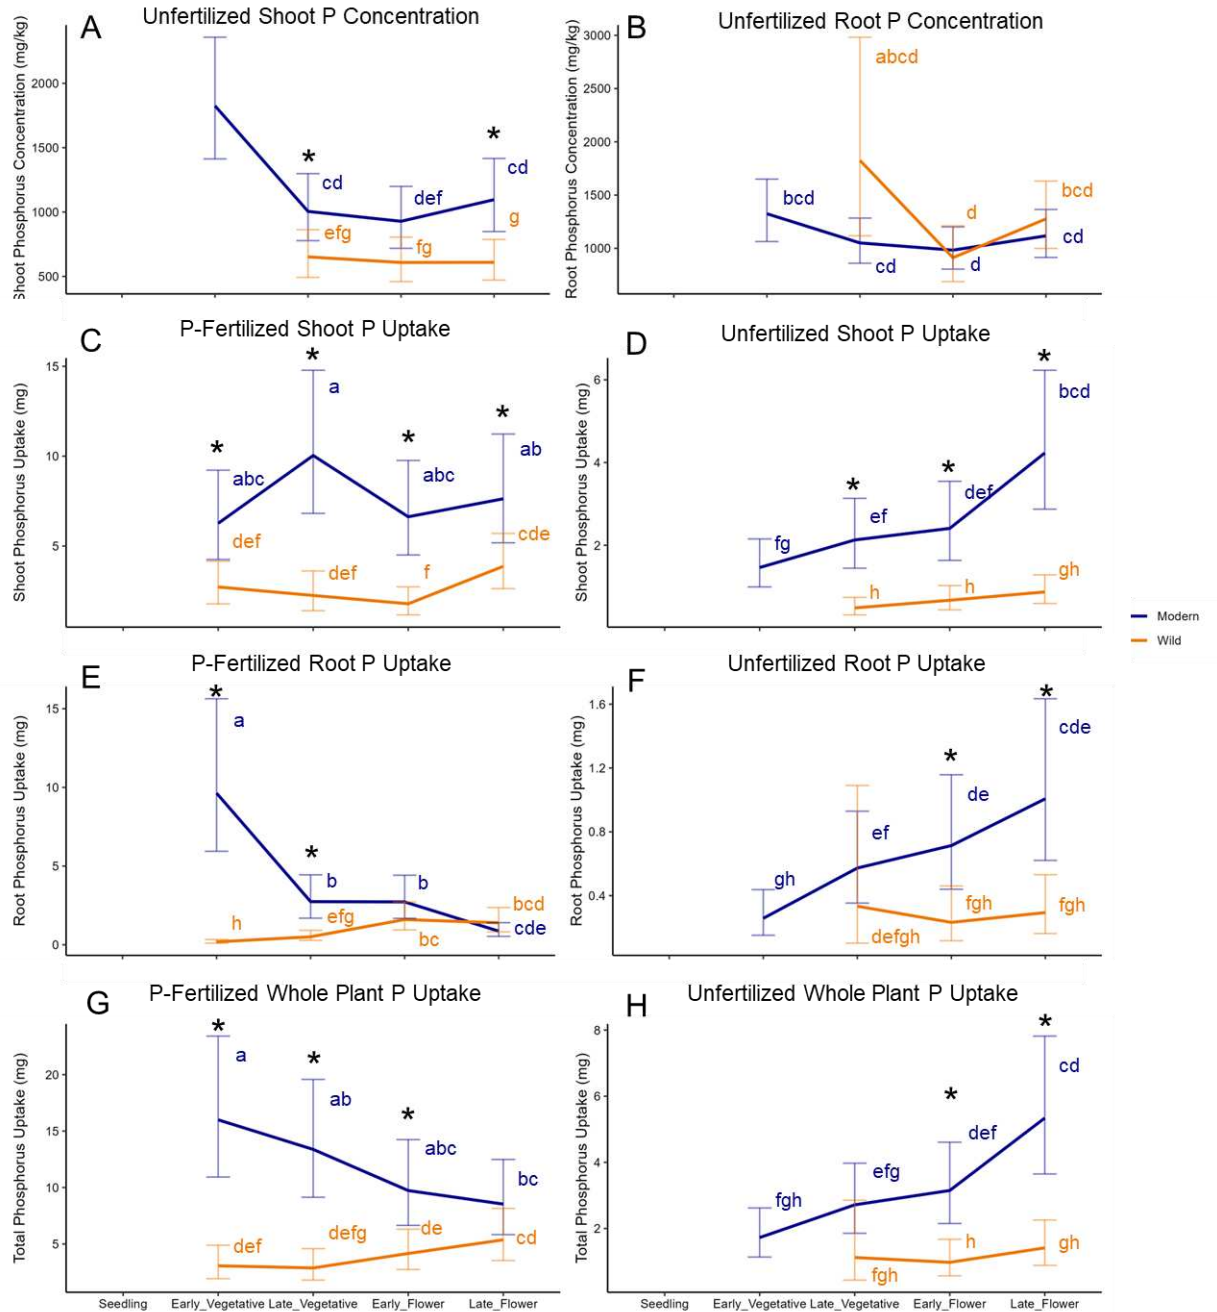 A Unfertilized Shoot P Concentration
Shoot Phosphorus Concentration (mg/kg)
2000
1500
1000
500
* *
cd
def
cd
efg
fg
g
B Unfertilized Root P Concentration
Root Phosphorus Concentration (mg/kg)
3000
2500
2000
1500
1000
abcd
bcd
cd
d
d
bcd
cd
C P-Fertilized Shoot P Uptake
Shoot Phosphorus Uptake (mg)
15
10
5
* * * *
abc
a
abc
ab
def
def
f
cde
D Unfertilized Shoot P Uptake
Shoot Phosphorus Uptake (mg)
6
4
2
* * *
fg
ef
def
bcd
h
h
gh
Modern
Wild
E P-Fertilized Root P Uptake
Root Phosphorus Uptake (mg)
15
10
5
0
* *
a
b
b
cde
h
efg
bc
bcd
F Unfertilized Root P Uptake
Root Phosphorus Uptake (mg)
1.6
1.2
0.8
0.4
* *
gh
ef
de
cde
defgh
fgh
fgh
G P-Fertilized Whole Plant P Uptake
Total Phosphorus Uptake (mg)
20
15
10
5
* * *
a
ab
abc
bc
def
defg
de
cd
Seedling Early_Vegetative Late_Vegetative Early_Flower Late_Flower
H Unfertilized Whole Plant P Uptake
Total Phosphorus Uptake (mg)
8
6
4
2
* *
fgh
efg
def
cd
fgh
h
gh
Seedling Early_Vegetative Late_Vegetative Early_Flower Late_Flower